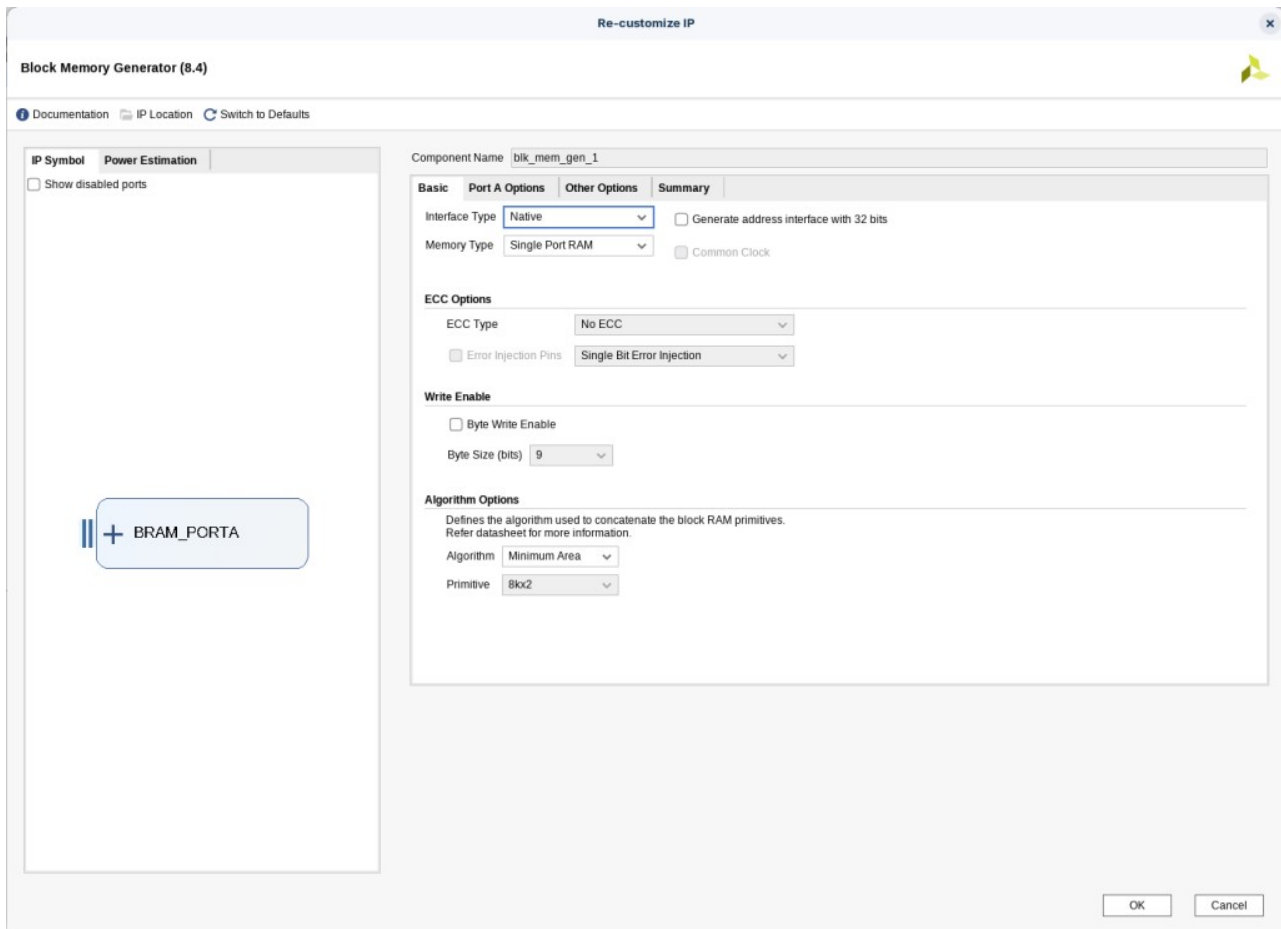 Re-customize IP
Block Memory Generator (8.4)
Documentation IP Location Switch to Defaults
IP Symbol Power Estimation
Show disabled ports
BRAM_PORTA
Component Name blk_mem_gen_1
Basic Port A Options Other Options Summary
Interface Type Native Generate address interface with 32 bits
Memory Type Single Port RAM Common Clock
ECC Options
ECC Type No ECC
Error Injection Pins Single Bit Error Injection
Write Enable
Byte Write Enable
Byte Size (bits) 9
Algorithm Options
Defines the algorithm used to concatenate the block RAM primitives.
Refer datasheet for more information.
Algorithm Minimum Area
Primitive 8kx2
OK Cancel